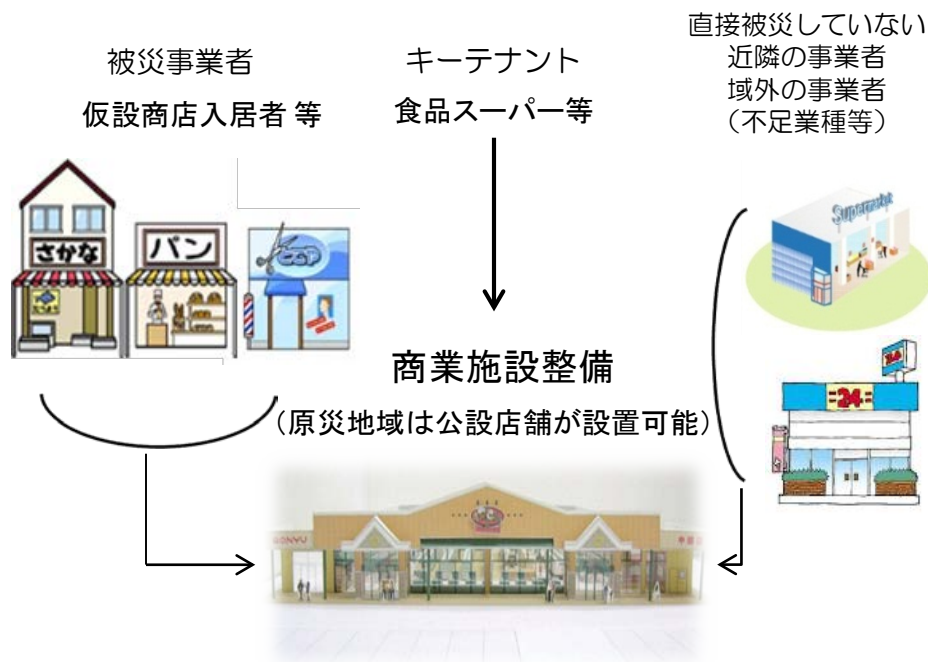 被災事業者
仮設商店入居者 等
キーテナント
食品スーパー等
直接被災していない
近隣の事業者
域外の事業者
（不足業種等）
さかな
パン
Supermarkt
24
=24=
商業施設整備
（原災地域は公設店舗が設置可能）